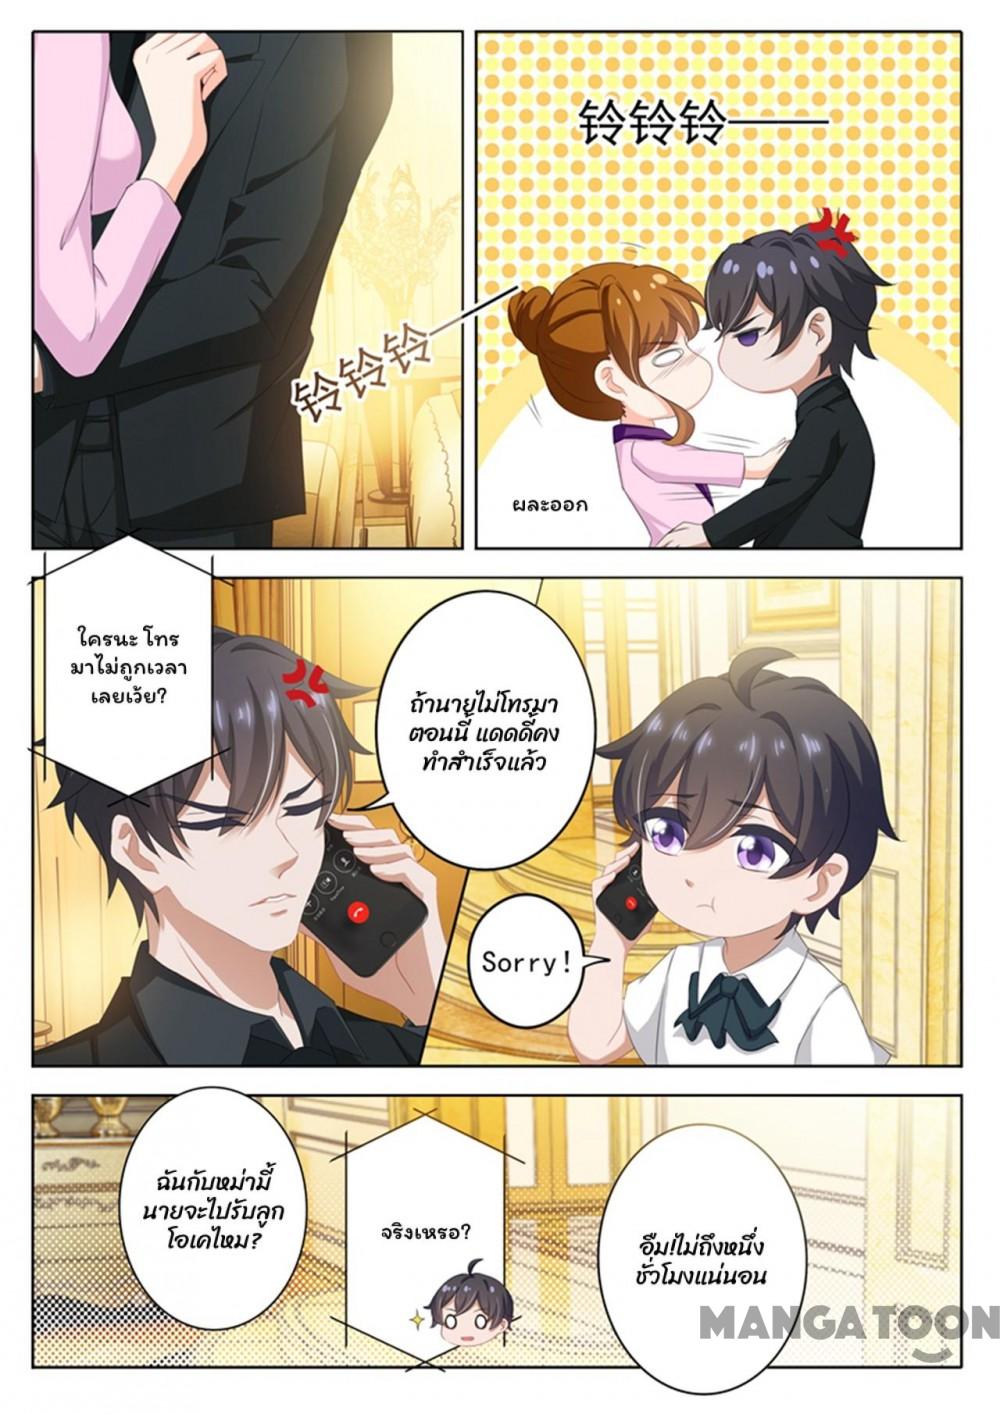 铃铃铃——
铃铃铃——
ผละออก
ใครนะ โทร
มาไม่ถูกเวลา
เลยเว้ย?
ถ้านายไม่โทรมา
ตอนนี้ แดดดี้คง
ทำสำเร็จแล้ว
Sorry!
ฉันกับหม่ามี้
นายจะไปรับลูก
โอเคไหม?
จริงเหรอ?
อืม!ไม่ถึงหนึ่ง
ชั่วโมงแน่นอน
MANGATOON